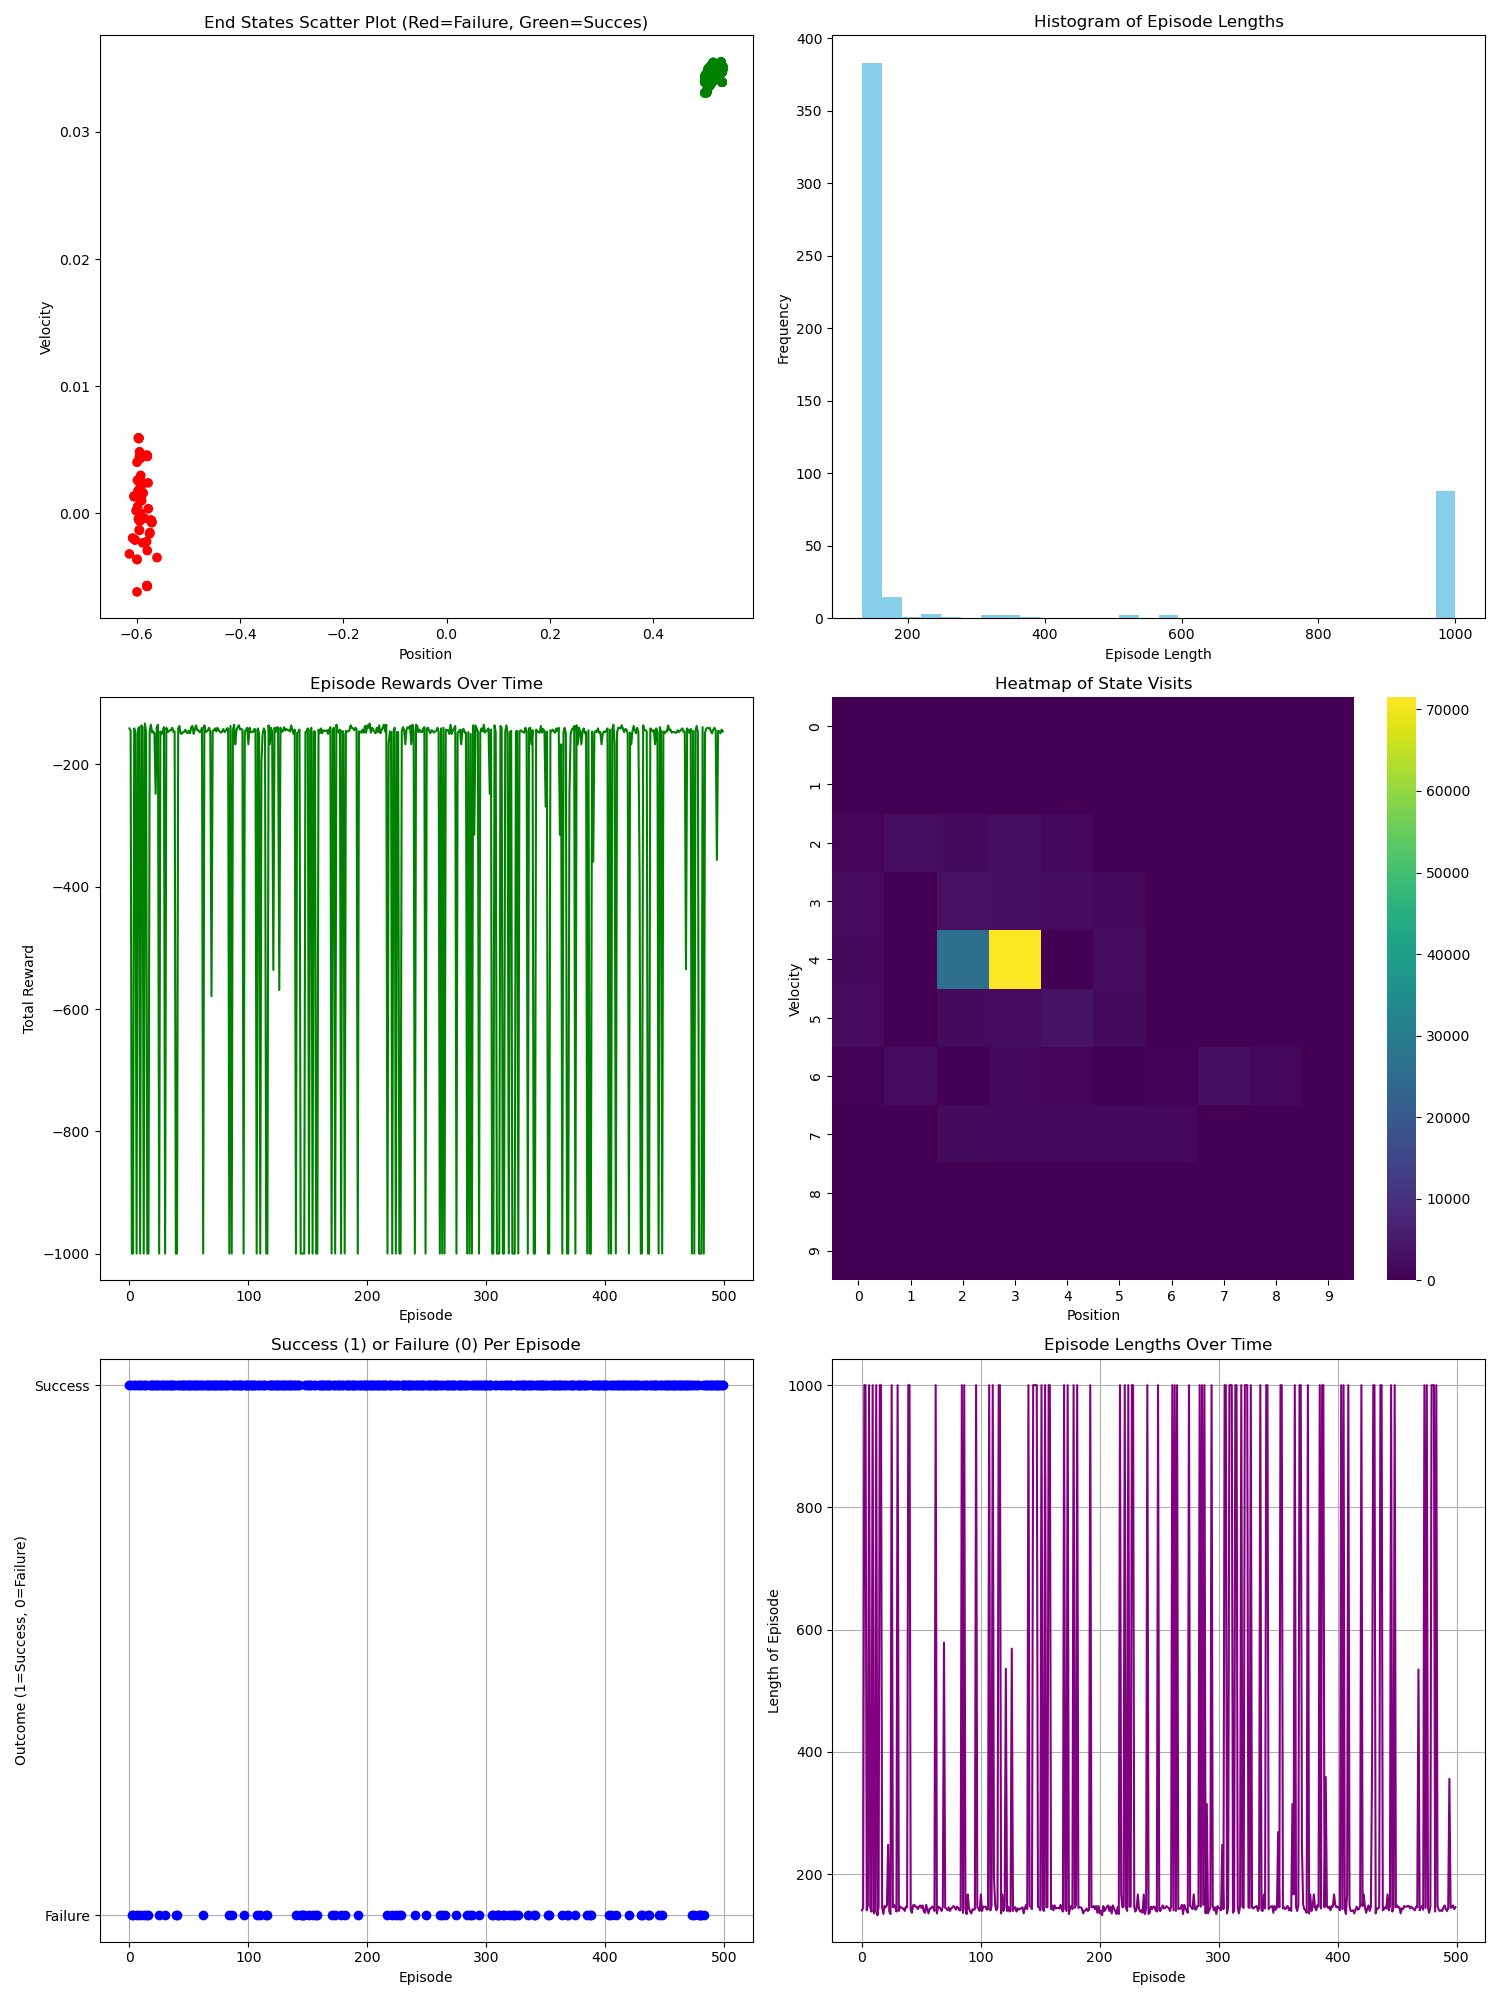 End States Scatter Plot (Red=Failure, Green=Succes)
0.03
0.02
0.01
0.00
Velocity
−0.6 −0.4 −0.2 0.0 0.2 0.4
Position
Histogram of Episode Lengths
400
350
300
250
200
150
100
50
0
Frequency
200 400 600 800 1000
Episode Length
Episode Rewards Over Time
−200
−400
−600
−800
−1000
Total Reward
0 100 200 300 400 500
Episode
Heatmap of State Visits
0
1
2
3
4
5
6
7
8
9
Velocity
0 1 2 3 4 5 6 7 8 9
Position
70000
60000
50000
40000
30000
20000
10000
0
Success (1) or Failure (0) Per Episode
Success
Failure
Outcome (1=Success, 0=Failure)
0 100 200 300 400 500
Episode
Episode Lengths Over Time
1000
800
600
400
200
Length of Episode
0 100 200 300 400 500
Episode